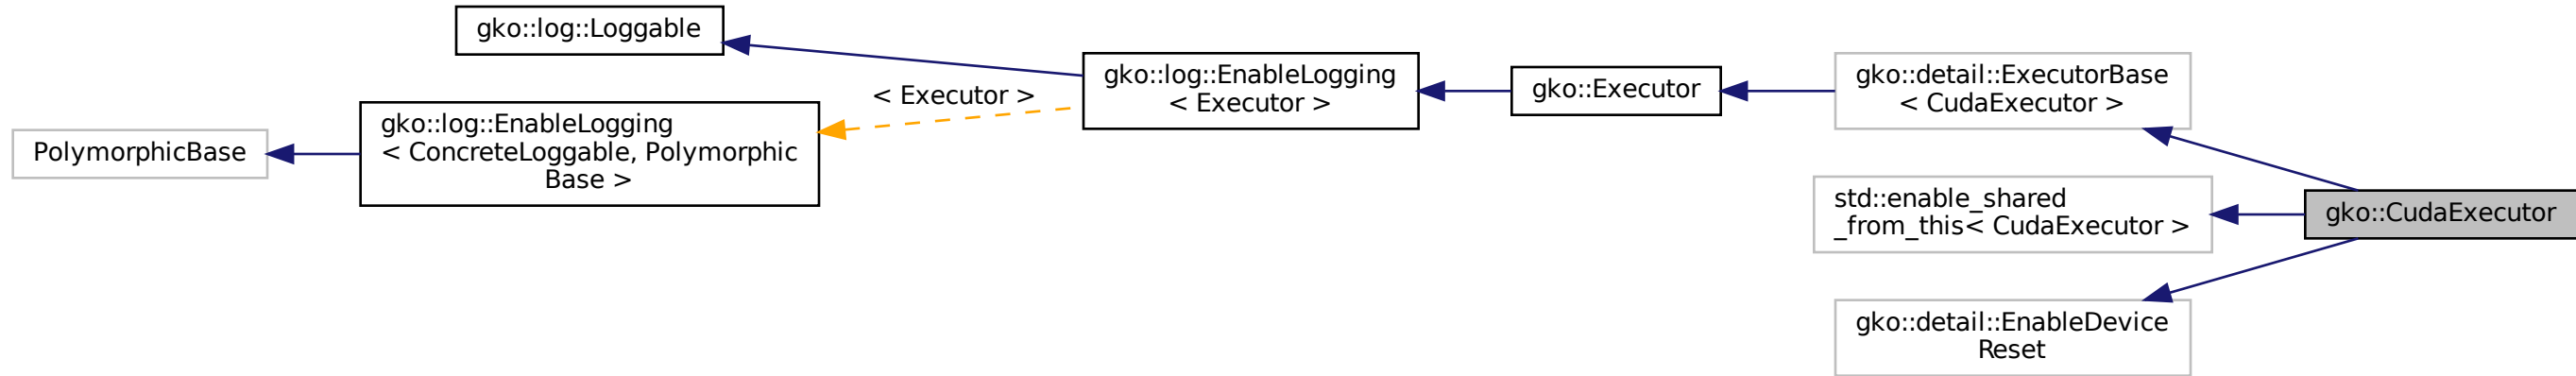 gko::log::Loggable
PolymorphicBase
gko::log::EnableLogging
< ConcreteLoggable, Polymorphic
Base >
< Executor >
gko::log::EnableLogging
< Executor >
gko::Executor
gko::detail::ExecutorBase
< CudaExecutor >
std::enable_shared
_from_this< CudaExecutor >
gko::detail::EnableDevice
Reset
gko::CudaExecutor